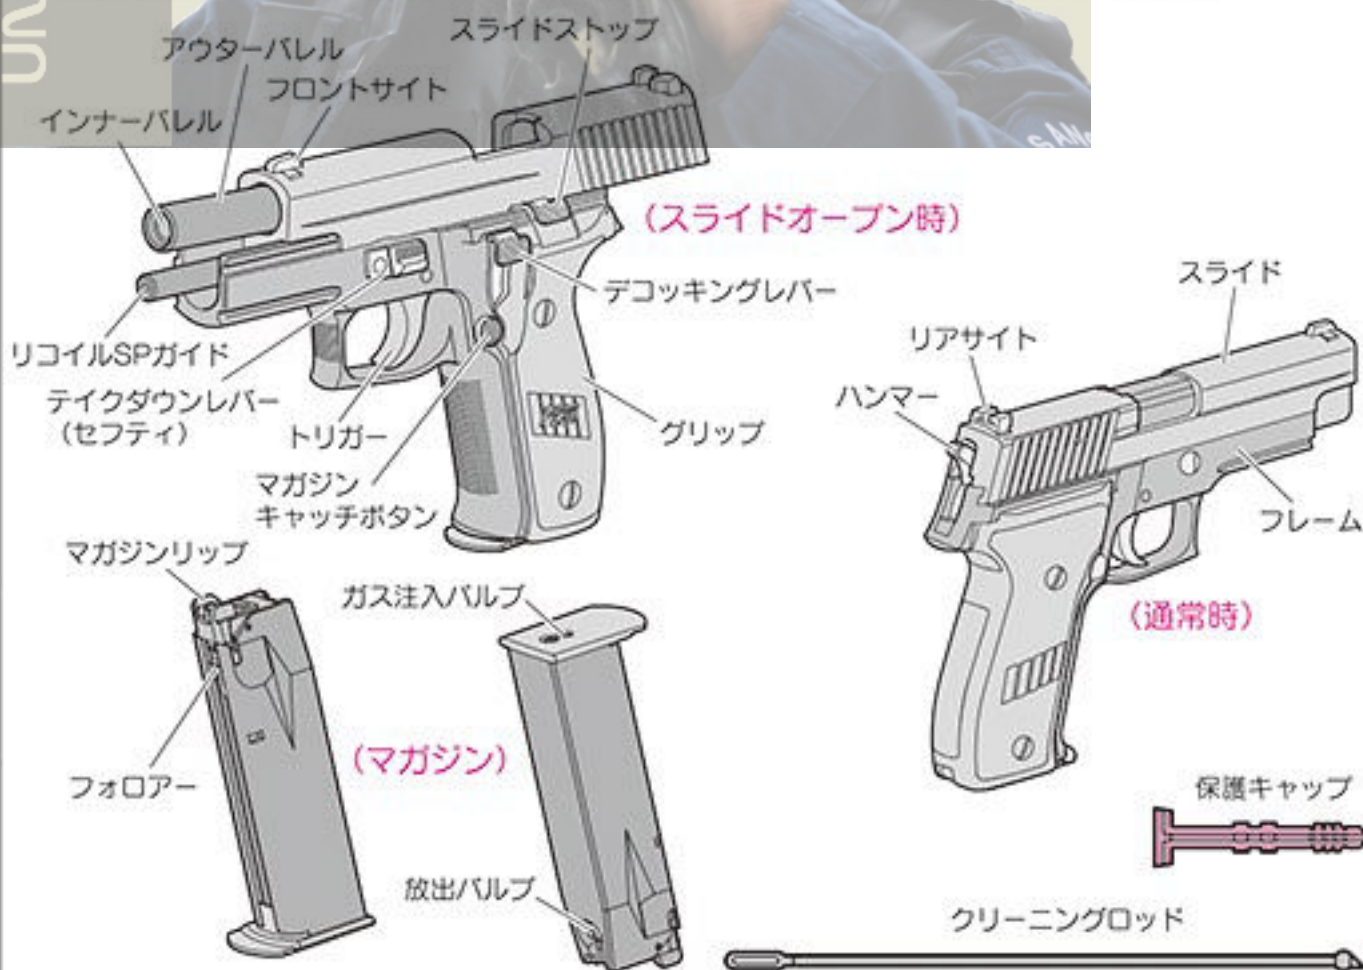 アウターバレル
スライドストップ
フロントサイト
インナーバレル
(スライドオープン時)
デコッキングレバー
リコイルSPガイド
テイクダウンレバー
(セフティ)
トリガー
グリップ
マガジン
キャッチボタン
スライド
リアサイト
ハンマー
フレーム
(通常時)
マガジンリップ
ガス注入バルブ
フォロアー
(マガジン)
放出バルブ
保護キャップ
クリーニングロッド